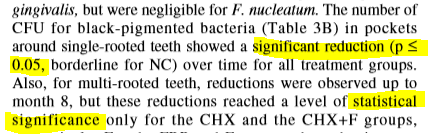 gingivalis, but were negligible for F. nucleatum. The number of
CFU for black-pigmented bacteria (Table 3B) in pockets
around single-rooted teeth showed a significant reduction (p ≤
0.05, borderline for NC) over time for all treatment groups.
Also, for multi-rooted teeth, reductions were observed up to
month 8, but these reductions reached a level of statistical
significance only for the CHX and the CHX+F groups,